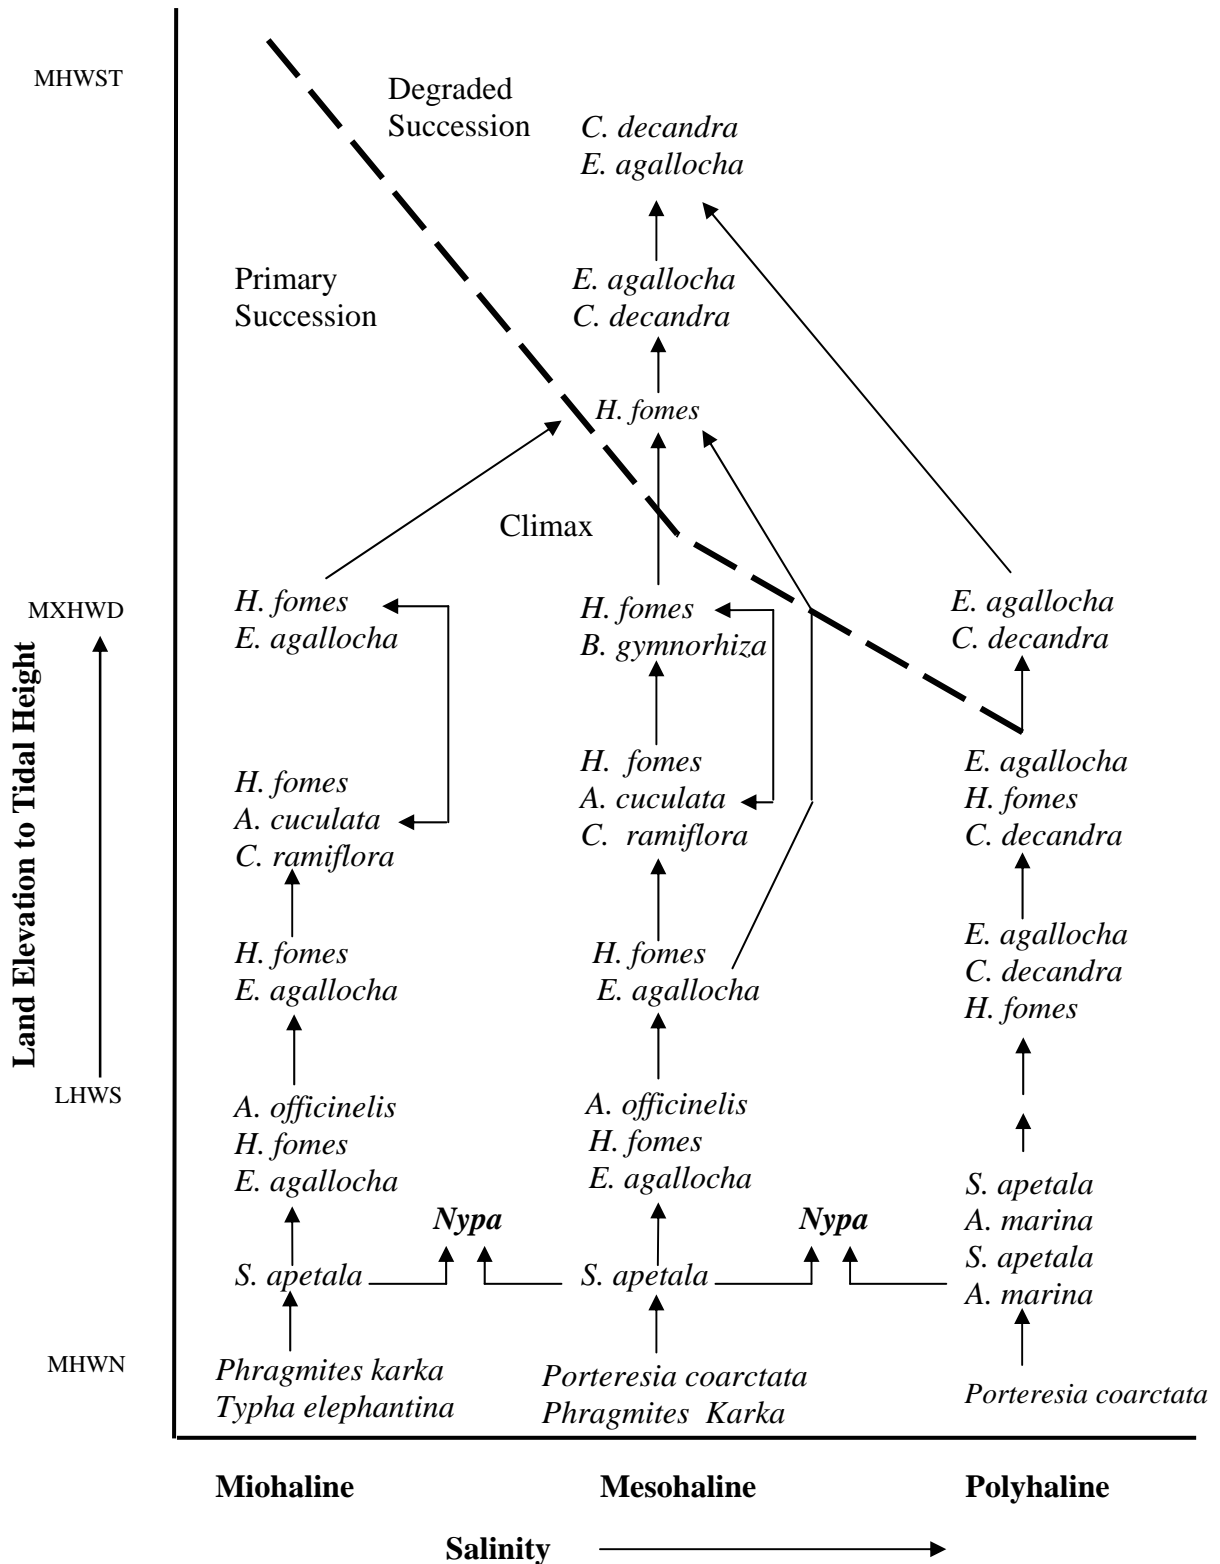 MHWST
Degraded
Succession
C. decandra
E. agallocha
Primary
Succession
E. agallocha
C. decandra
H. fomes
Climax
MXHWD
H. fomes
E. agallocha
H. fomes
B. gymnorhiza
E. agallocha
C. decandra
Land Elevation to Tidal Height
H. fomes
A. cuculata
C. ramiflora
H. fomes
A. cuculata
C. ramiflora
E. agallocha
H. fomes
C. decandra
H. fomes
E. agallocha
H. fomes
E. agallocha
E. agallocha
C. decandra
H. fomes
LHWS
A. officinelis
H. fomes
E. agallocha
A. officinelis
H. fomes
E. agallocha
S. apetala
A. marina
S. apetala
A. marina
Nypa
Nypa
S. apetala
S. apetala
MHWN
Phragmites karka
Typha elephantina
Porteresia coarctata
Phragmites Karka
Porteresia coarctata
Miohaline
Mesohaline
Polyhaline
Salinity